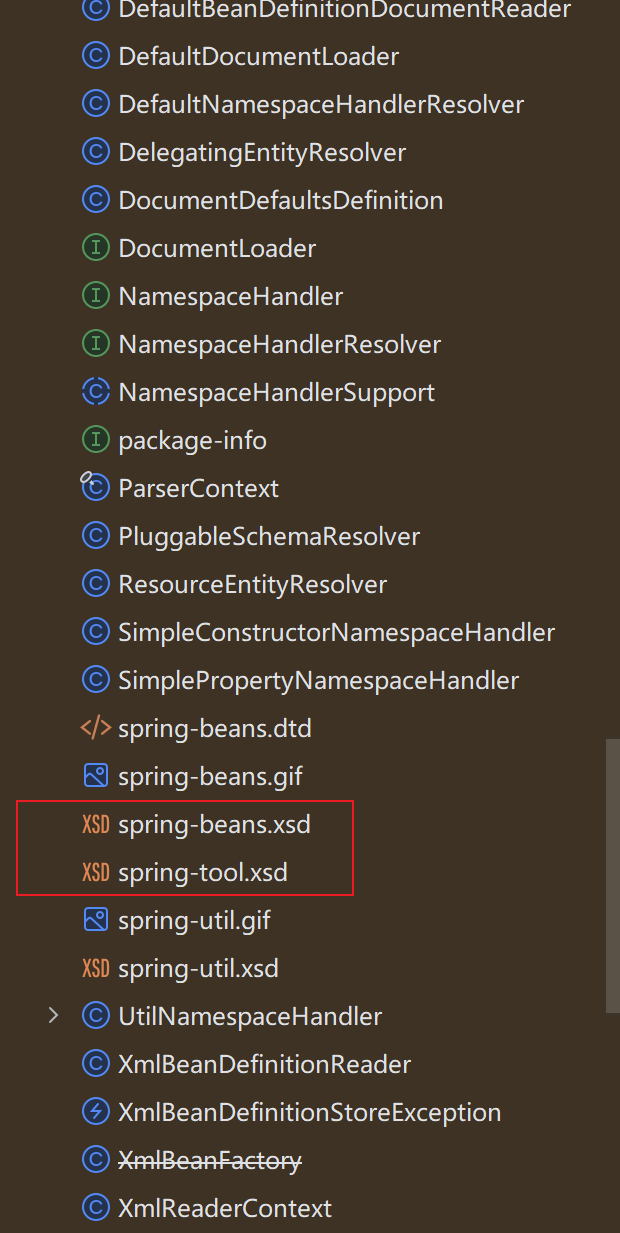 DefaultBeanDefinitionDocumentReader
DefaultDocumentLoader
DefaultNamespaceHandlerResolver
DelegatingEntityResolver
DocumentDefaultsDefinition
DocumentLoader
NamespaceHandler
NamespaceHandlerResolver
NamespaceHandlerSupport
package-info
ParserContext
PluggableSchemaResolver
ResourceEntityResolver
SimpleConstructorNamespaceHandler
SimplePropertyNamespaceHandler
spring-beans.dtd
spring-beans.gif
XSD spring-beans.xsd
XSD spring-tool.xsd
spring-util.gif
XSD spring-util.xsd
UtilNamespaceHandler
XmlBeanDefinitionReader
XmlBeanDefinitionStoreException
XmlBeanFactory
XmlReaderContext